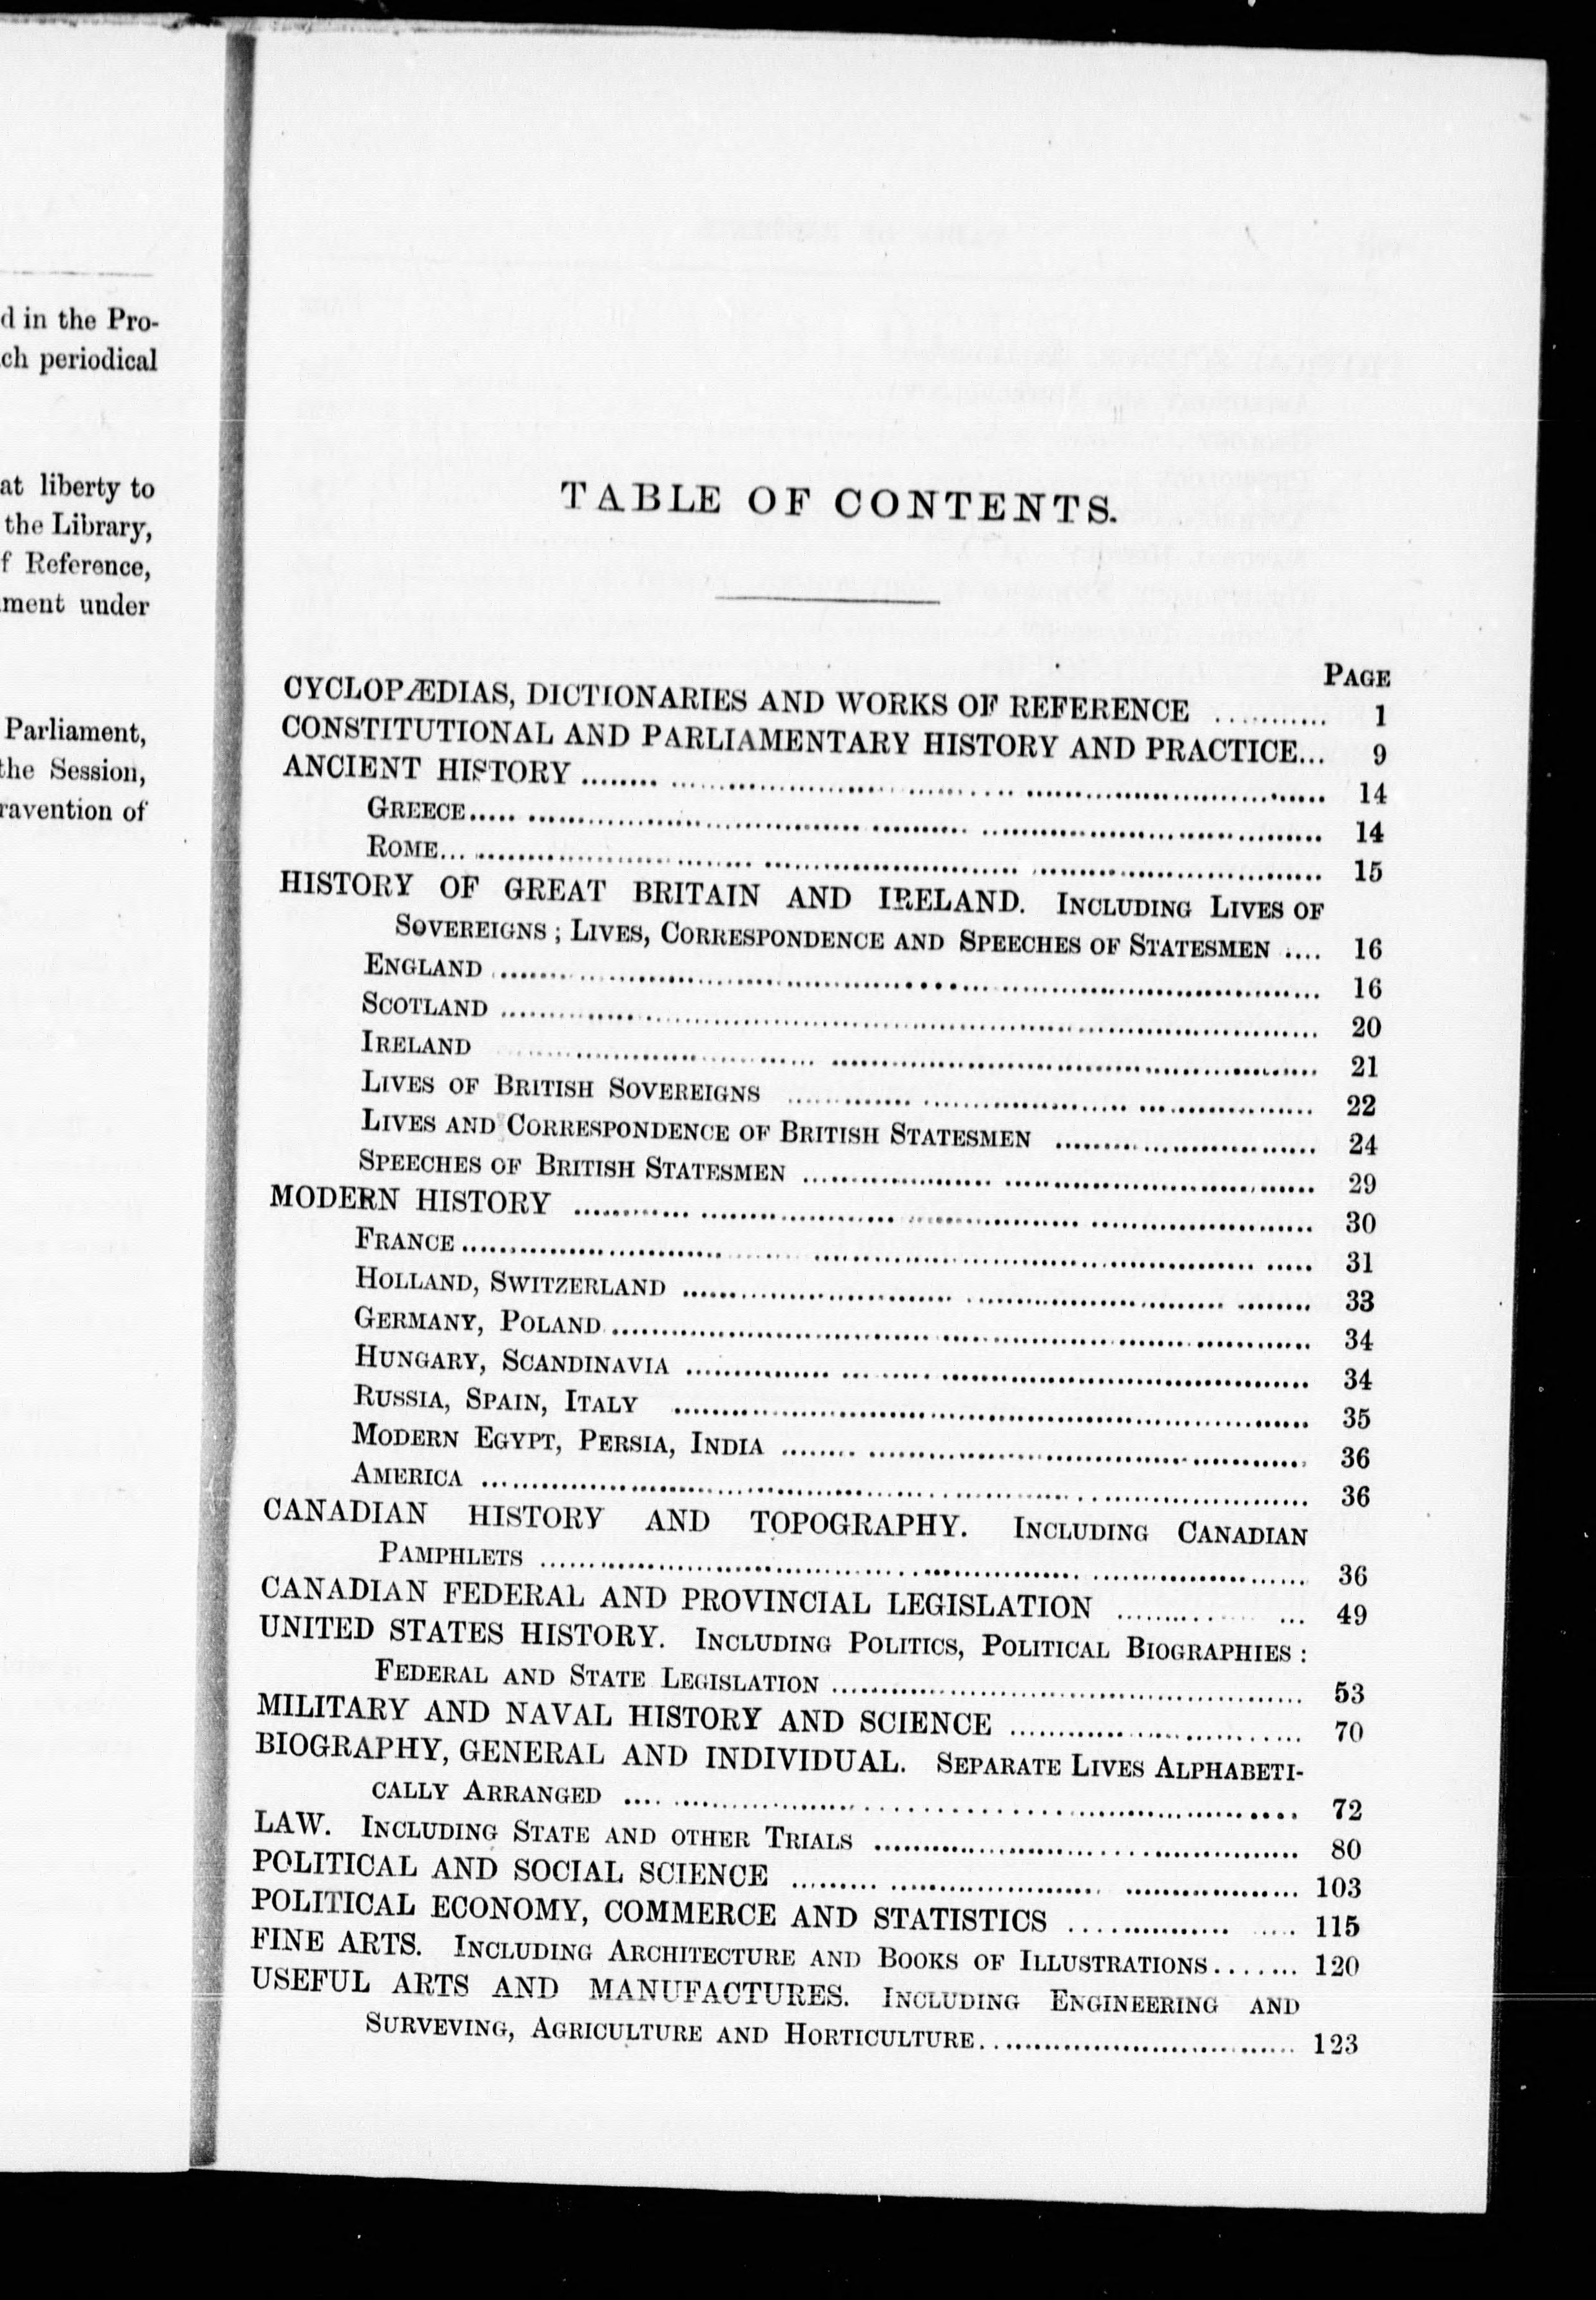 d in the Pro-
ch periodical
at liberty to
the Library,
f Reference,
ment under
Parliament,
the Session,
ravention of
TABLE OF CONTENTS.
PAGE
CYCLOPÆDIAS, DICTIONARIES AND WORKS OF REFERENCE ........... 1
CONSTITUTIONAL AND PARLIAMENTARY HISTORY AND PRACTICE... 9
ANCIENT HISTORY ........ 14
GREECE..... 14
ROME... 15
HISTORY OF GREAT BRITAIN AND IRELAND. INCLUDING LIVES OF
SOVEREIGNS ; LIVES, CORRESPONDENCE AND SPEECHES OF STATESMEN .... 16
ENGLAND ........ 16
SCOTLAND ........ 20
IRELAND ........ 21
LIVES OF BRITISH SOVEREIGNS ........ 22
LIVES AND CORRESPONDENCE OF BRITISH STATESMEN ........ 24
SPEECHES OF BRITISH STATESMEN ........ 29
MODERN HISTORY ........ 30
FRANCE........ 31
HOLLAND, SWITZERLAND ........ 33
GERMANY, POLAND........ 34
HUNGARY, SCANDINAVIA ........ 34
RUSSIA, SPAIN, ITALY ........ 35
MODERN EGYPT, PERSIA, INDIA ........ 36
AMERICA ........ 36
CANADIAN HISTORY AND TOPOGRAPHY. INCLUDING CANADIAN
PAMPHLETS ........ 36
CANADIAN FEDERAL AND PROVINCIAL LEGISLATION ........ 49
UNITED STATES HISTORY. INCLUDING POLITICS, POLITICAL BIOGRAPHIES :
FEDERAL AND STATE LEGISLATION ........ 53
MILITARY AND NAVAL HISTORY AND SCIENCE ........ 70
BIOGRAPHY, GENERAL AND INDIVIDUAL. SEPARATE LIVES ALPHABETI-
CALLY ARRANGED ........ 72
LAW. INCLUDING STATE AND OTHER TRIALS ........ 80
POLITICAL AND SOCIAL SCIENCE ........ 103
POLITICAL ECONOMY, COMMERCE AND STATISTICS ........ 115
FINE ARTS. INCLUDING ARCHITECTURE AND BOOKS OF ILLUSTRATIONS....... 120
USEFUL ARTS AND MANUFACTURES. INCLUDING ENGINEERING AND
SURVEVING, AGRICULTURE AND HORTICULTURE........ 123